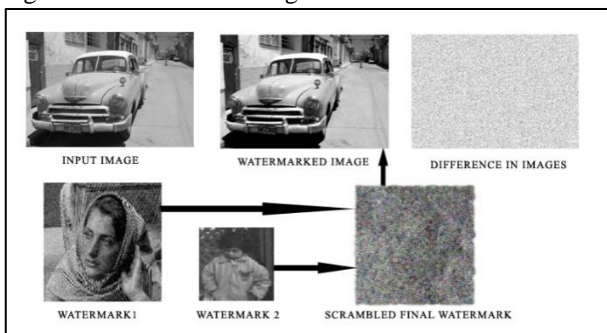 INPUT IMAGE
WATERMARKED IMAGE
DIFFERENCE IN IMAGES
WATERMARK1
WATERMARK 2
SCRAMBLED FINAL WATERMARK